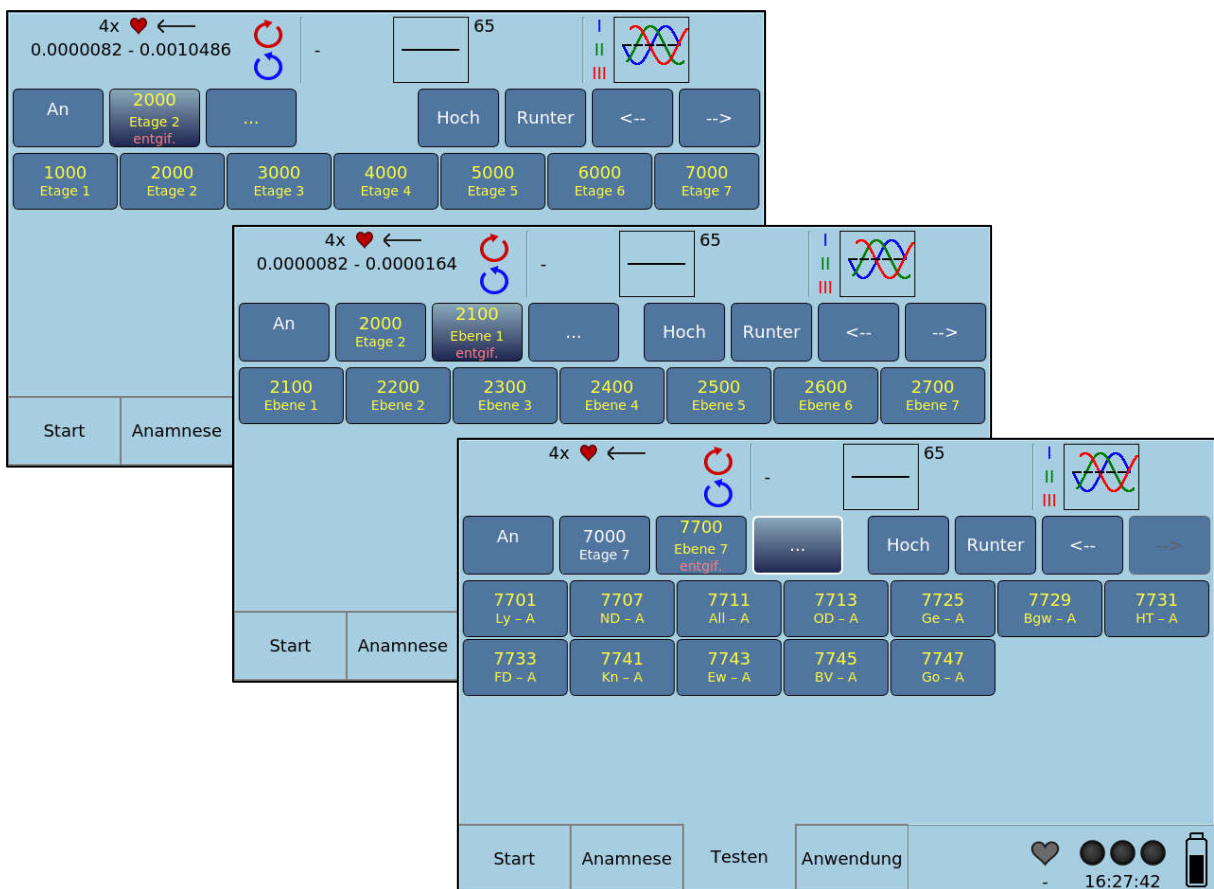 4x
65
0.0000082 - 0.0010486
-
I
II
III
An
2000
Etage 2
entgif.
...
Hoch
Runter
<--
-->
1000
Etage 1
2000
Etage 2
3000
Etage 3
4000
Etage 4
5000
Etage 5
6000
Etage 6
7000
Etage 7
Start
Anamnese
4x
65
0.0000082 - 0.0000164
-
I
II
III
An
2000
Etage 2
2100
Ebene 1
entgif.
...
Hoch
Runter
<--
-->
2100
Ebene 1
2200
Ebene 2
2300
Ebene 3
2400
Ebene 4
2500
Ebene 5
2600
Ebene 6
2700
Ebene 7
Start
Anamnese
4x
65
-
I
II
III
An
7000
Etage 7
7700
Ebene 7
entgif.
...
Hoch
Runter
<--
-->
7701
Ly – A
7707
ND – A
7711
All – A
7713
OD – A
7725
Ge – A
7729
Bgw – A
7731
HT – A
7733
FD – A
7741
Kn – A
7743
Ew – A
7745
BV – A
7747
Go – A
Start
Anamnese
Testen
Anwendung
-
16:27:42